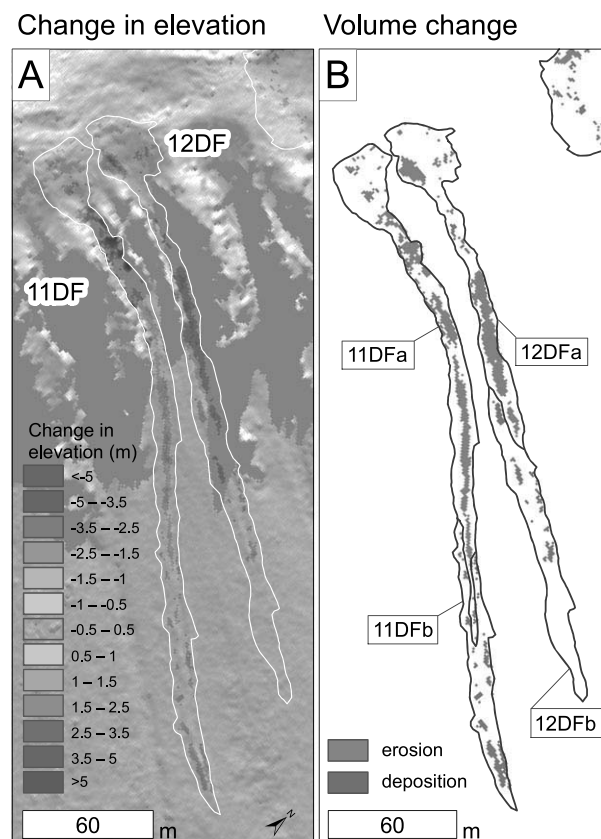 Change in elevation
Volume change
A
B
12DF
11DF
11DFa
12DFa
11DFb
12DFb
Change in
elevation (m)
<-5
-5 – -3.5
-3.5 – -2.5
-2.5 – -1.5
-1.5 – -1
-1 – -0.5
-0.5 – 0.5
0.5 – 1
1 – 1.5
1.5 – 2.5
2.5 – 3.5
3.5 – 5
>5
60 m
N
erosion
deposition
60 m